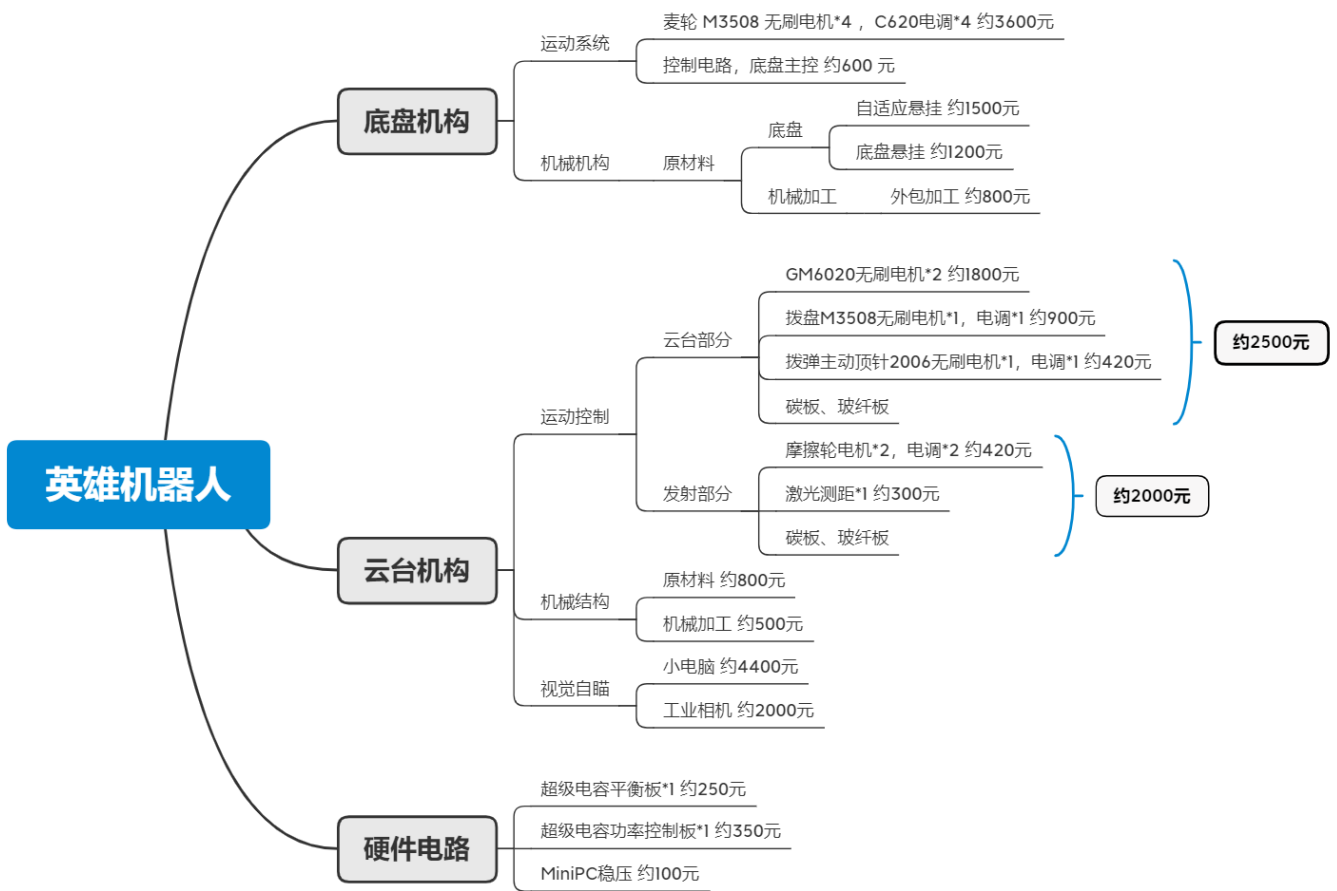 英雄机器人
底盘机构
运动系统
麦轮 M3508 无刷电机*4 ，C620电调*4 约3600元
控制电路，底盘主控 约600 元
机械机构
原材料
底盘
自适应悬挂 约1500元
底盘悬挂 约1200元
机械加工
外包加工 约800元
云台机构
运动控制
云台部分
GM6020无刷电机*2 约1800元
拨盘M3508无刷电机*1，电调*1 约900元
拨弹主动顶针2006无刷电机*1，电调*1 约420元
碳板、玻纤板
约2500元
发射部分
摩擦轮电机*2，电调*2 约420元
激光测距*1 约300元
碳板、玻纤板
约2000元
机械结构
原材料 约800元
机械加工 约500元
视觉自瞄
小电脑 约4400元
工业相机 约2000元
硬件电路
超级电容平衡板*1 约250元
超级电容功率控制板*1 约350元
MiniPC稳压 约100元